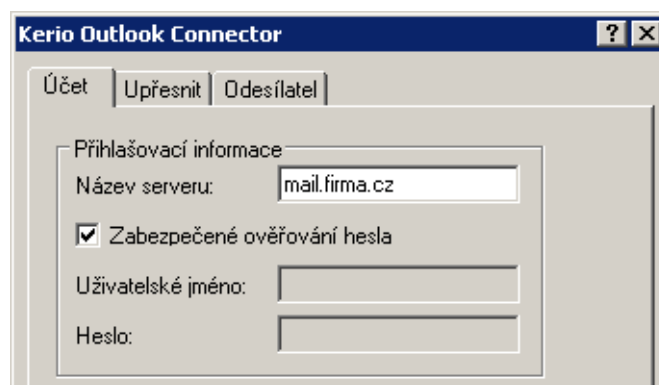 Kerio Outlook Connector
Účet Upřesnit Odesílatel
Přihlašovací informace
Název serveru: mail.firma.cz
Zabezpečené ověřování hesla
Uživatelské jméno:
Heslo: